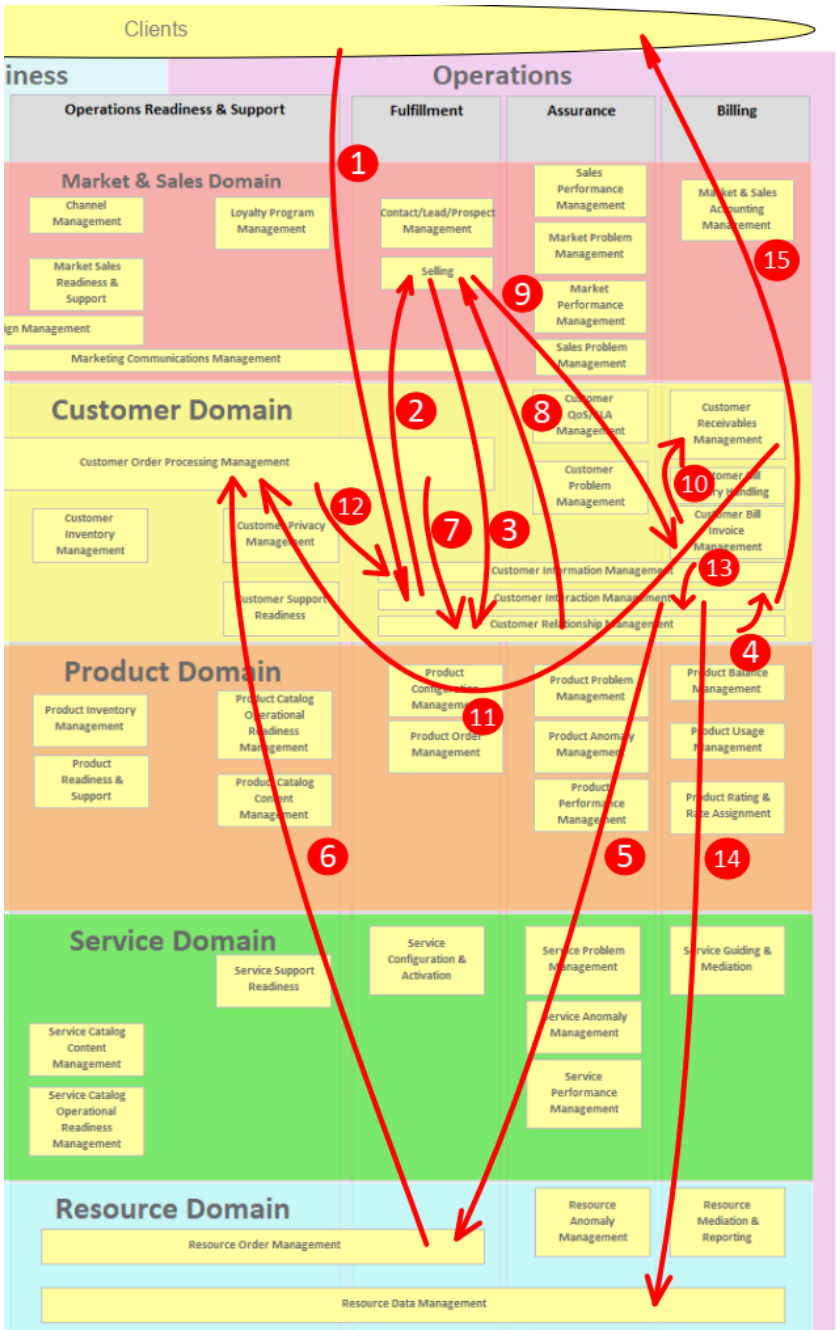 Clients
iness
Operations
Operations Readiness & Support
Fulfillment
Assurance
Billing
1
Market & Sales Domain
Channel
Management
Loyalty Program
Management
Contact/Lead/Prospect
Management
Sales
Performance
Management
Market & Sales
Accounting
Management
Market Problem
Management
15
Market Sales
Readiness &
Support
Selling
9
Market
Performance
Management
ign Management
Sales Problem
Management
Marketing Communications Management
Customer Domain
2
8
Customer
QoS/SLA
Management
Customer
Receivables
Management
Customer Order Processing Management
Customer
Problem
Management
10
Customer Bill
Handling
12
7
3
Customer
Inventory
Management
Customer Privacy
Management
Customer Bill
Invoice
Management
Customer Information Management
13
Customer Support
Readiness
Customer Interaction Management
Customer Relationship Management
4
Product Domain
Product
Configuration
Management
Product Problem
Management
Product Balance
Management
11
Product Inventory
Management
Product Catalog
Operational
Readiness
Management
Product Order
Management
Product Anomaly
Management
Product Usage
Management
Product
Readiness &
Support
Product Catalog
Content
Management
Product
Performance
Management
Product Rating &
Rate Assignment
6
5
14
Service Domain
Service Support
Readiness
Service
Configuration &
Activation
Service Problem
Management
Service Guiding &
Mediation
Service Catalog
Content
Management
Service Anomaly
Management
Service Catalog
Operational
Readiness
Management
Service
Performance
Management
Resource Domain
Resource
Anomaly
Management
Resource
Mediation &
Reporting
Resource Order Management
Resource Data Management